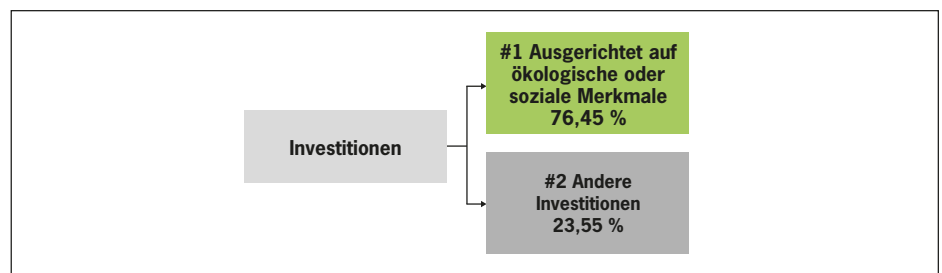 Investitionen
#1 Ausgerichtet auf
ökologische oder
soziale Merkmale
76,45 %
#2 Andere
Investitionen
23,55 %